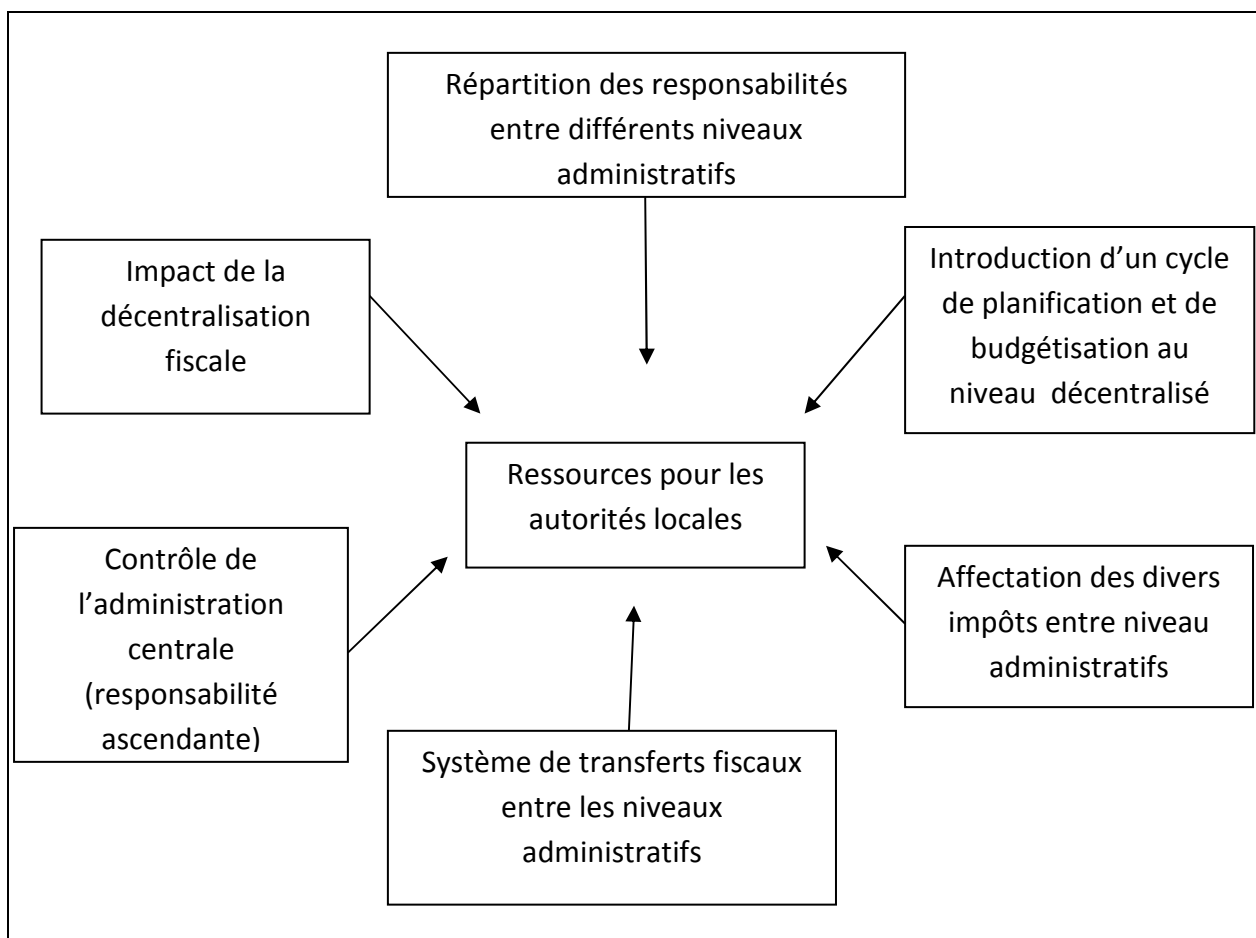 Répartition des responsabilités
entre différents niveaux
administratifs
Impact de la
décentralisation
fiscale
Introduction d’un cycle
de planification et de
budgétisation au
niveau décentralisé
Ressources pour les
autorités locales
Contrôle de
l’administration
centrale
(responsabilité
ascendante)
Affectation des divers
impôts entre niveau
administratifs
Système de transferts fiscaux
entre les niveaux
administratifs